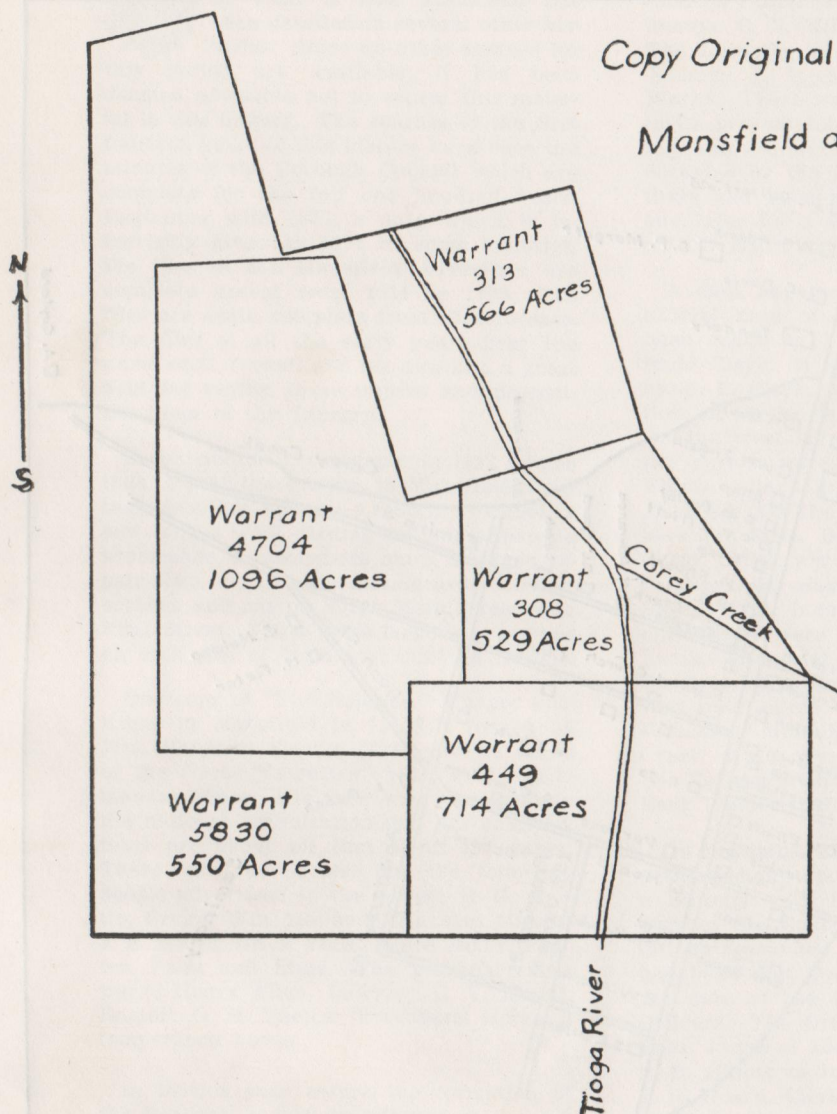 Copy Original
Mansfield a
N
S
Warrant
313
566 Acres
Warrant
4704
1096 Acres
Warrant
308
529 Acres
Corey Creek
Warrant
449
714 Acres
Warrant
5830
550 Acres
Tioga River